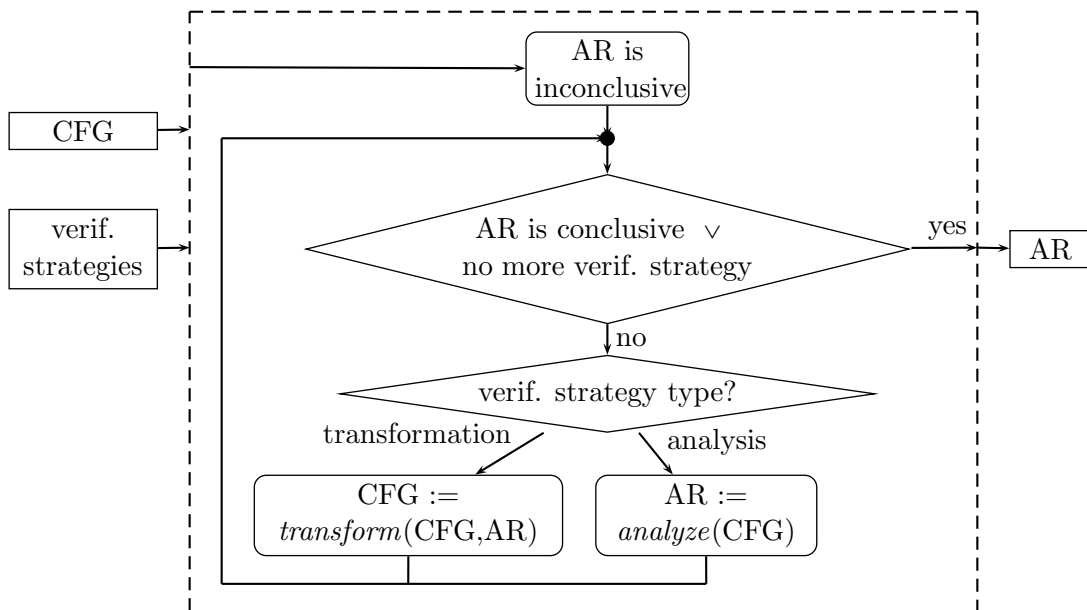 AR is
inconclusive
CFG
verif.
strategies
AR is conclusive ∨
no more verif. strategy
yes
AR
no
verif. strategy type?
transformation
analysis
CFG :=
transform(CFG,AR)
AR :=
analyze(CFG)